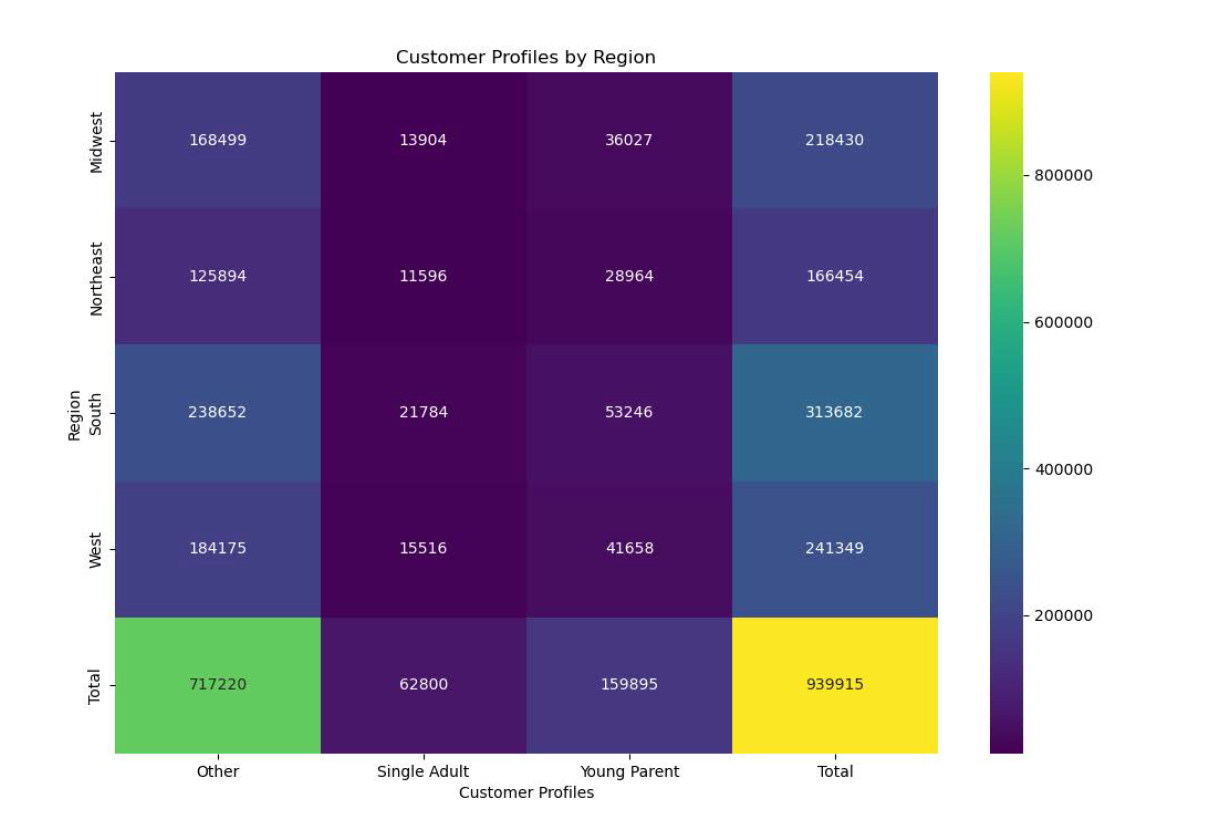 Customer Profiles by Region
Region
Midwest 168499 13904 36027 218430
Northeast 125894 11596 28964 166454
South 238652 21784 53246 313682
West 184175 15516 41658 241349
Total 717220 62800 159895 939915
Other Single Adult Young Parent Total
Customer Profiles
800000
600000
400000
200000